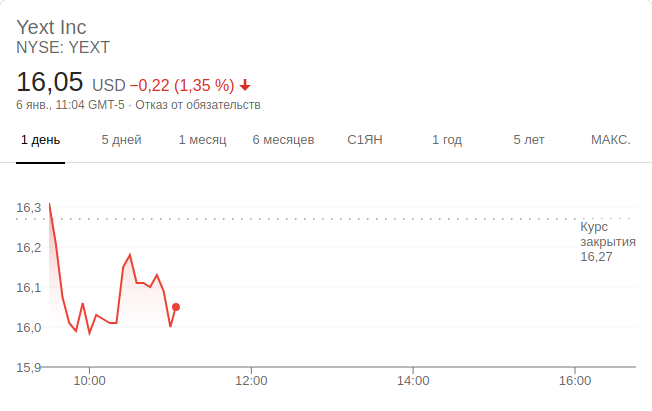 Yext Inc
NYSE: YEXT
16,05 USD −0,22 (1,35 %)
6 янв., 11:04 GMT-5 · Отказ от обязательств
1 день 5 дней 1 месяц 6 месяцев С1ЯН 1 год 5 лет МАКС.
16,3
Курс
16,2
закрытия
16,27
16,1
16,0
15,9
10:00 12:00 14:00 16:00